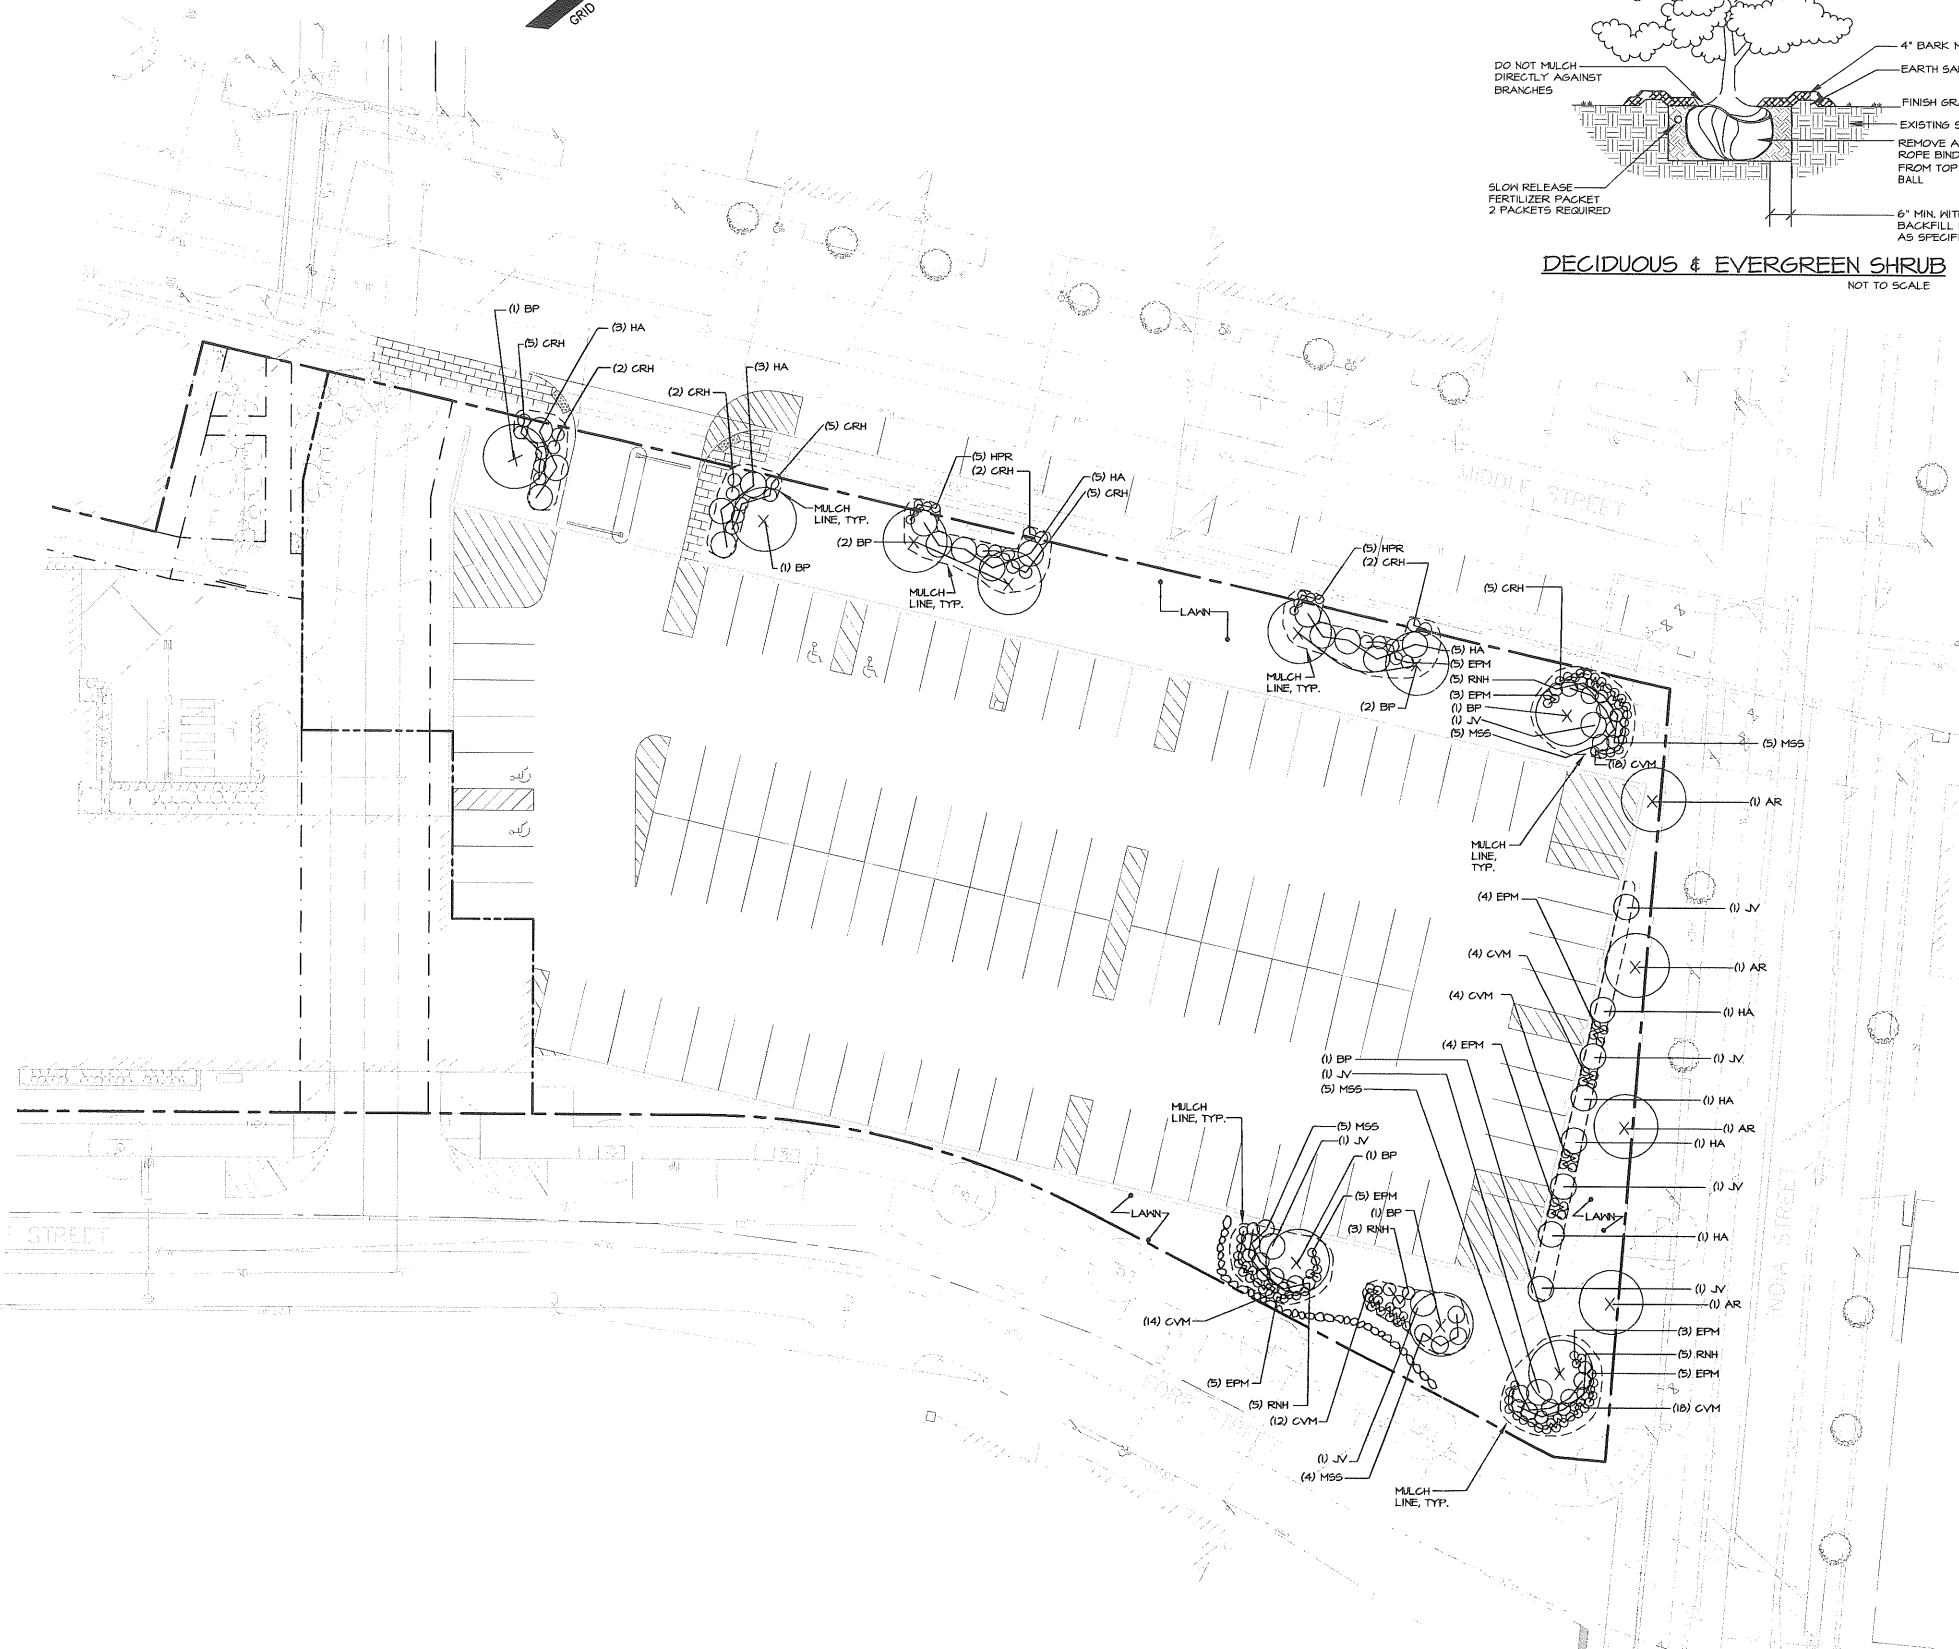 GRID
DO NOT MULCH
DIRECTLY AGAINST
BRANCHES
4" BARK
EARTH
FINISH
EXISTING
REMOVE
ROPE
FROM TOP
BALL
SLOW RELEASE
FERTILIZER PACKET
2 PACKETS REQUIRED
6" MIN.
BACKFILL
AS
DECIDUOUS & EVERGREEN SHRUB
NOT TO SCALE
(1) BP
(5) CRH
(3) HA
(2) CRH
(2) CRH
(3) HA
(5) CRH
MULCH
LINE, TYP.
(1) BP
(5) HPR
(2) CRH
(5) HA
(5) CRH
(2) BP
MULCH
LINE, TYP.
LAWN
MIDDLE STREET
(5) HPR
(2) CRH
(5) CRH
(5) HA
(5) EPM
(5) RNH
(3) EPM
(1) BP
(1) JV
(5) MSS
MULCH
LINE, TYP.
(2) BP
(5) MSS
(18) CVM
(1) AR
MULCH
LINE,
TYP.
(4) EPM
(1) JV
(4) CVM
(1) AR
(4) CVM
(1) HA
(4) EPM
(1) JV
(1) BP
(1) JV
(5) MSS
(1) HA
(1) AR
(1) HA
(1) JV
LAWN
(1) HA
(1) JV
(1) AR
MULCH
LINE, TYP.
(5) MSS
(1) JV
(1) BP
(5) EPM
(1) BP
(3) RNH
LAWN
STREET
(14) CVM
(5) EPM
(5) RNH
(12) CVM
(1) JV
(4) MSS
(3) EPM
(5) RNH
(5) EPM
(18) CVM
MULCH
LINE, TYP.